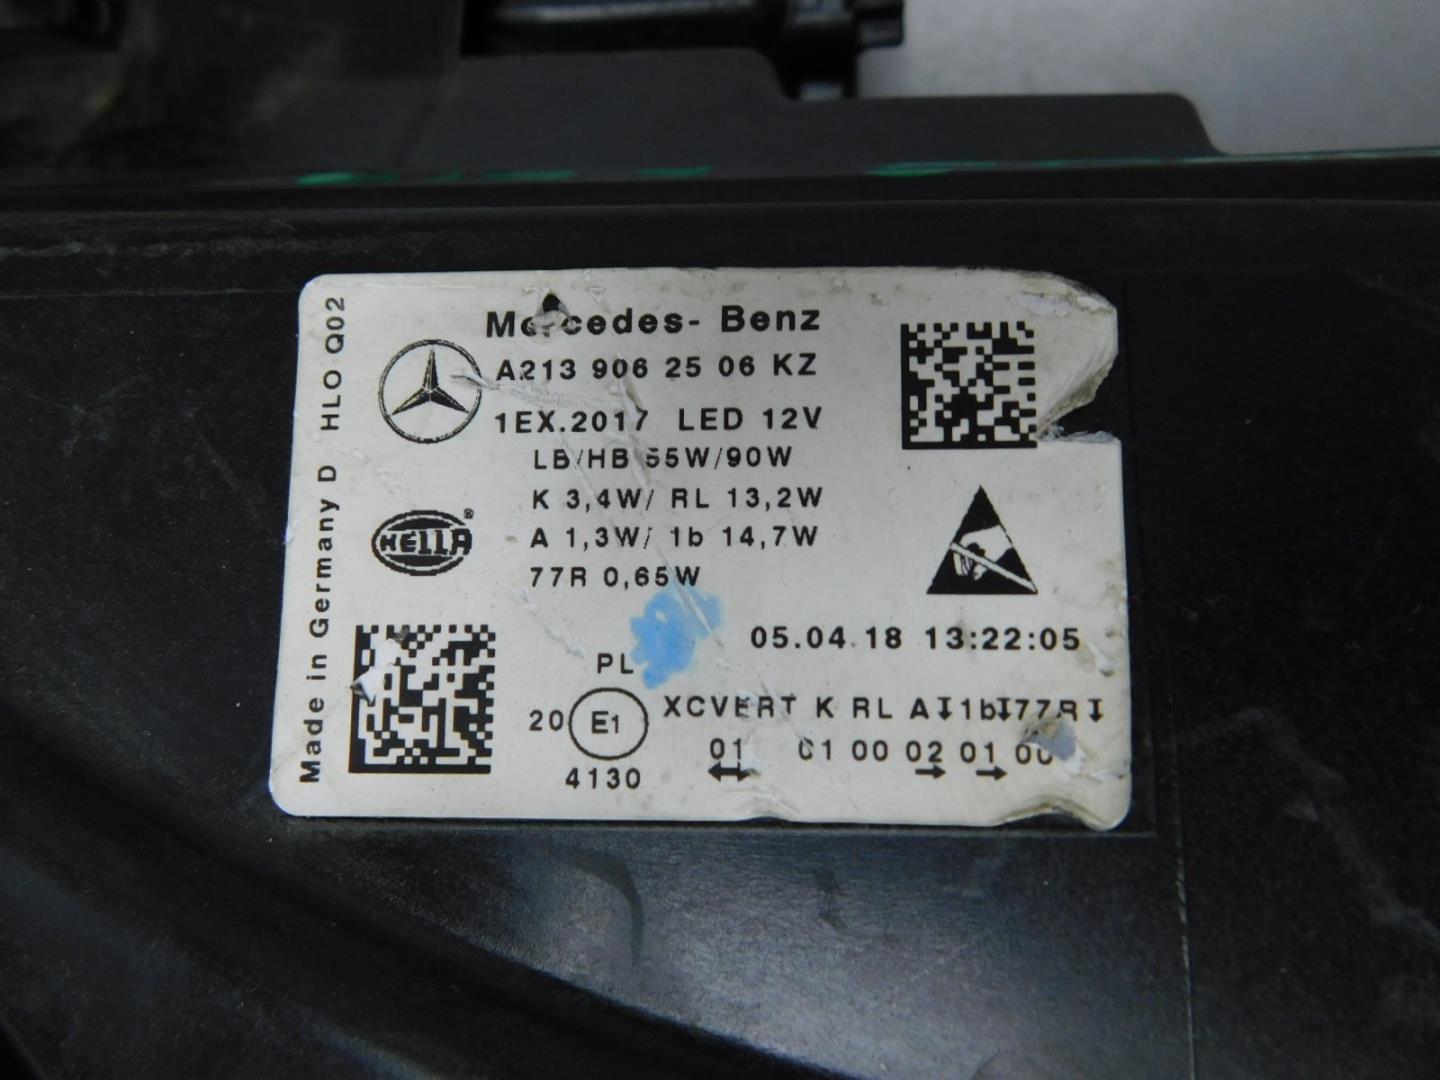 Mercedes- Benz
A213 906 25 06 KZ
1EX.2017 LED 12V
LB/HB 55W/90W
K 3,4W/ RL 13,2W
A 1,3W/ 1b 14,7W
77R 0,65W
HELLA®
Made in Germany D HLO Q02
05.04.18 13:22:05
PL
20 E1 XCVERT K RL A↧1b↧77R↧
01 01 00 02 01 00
4130